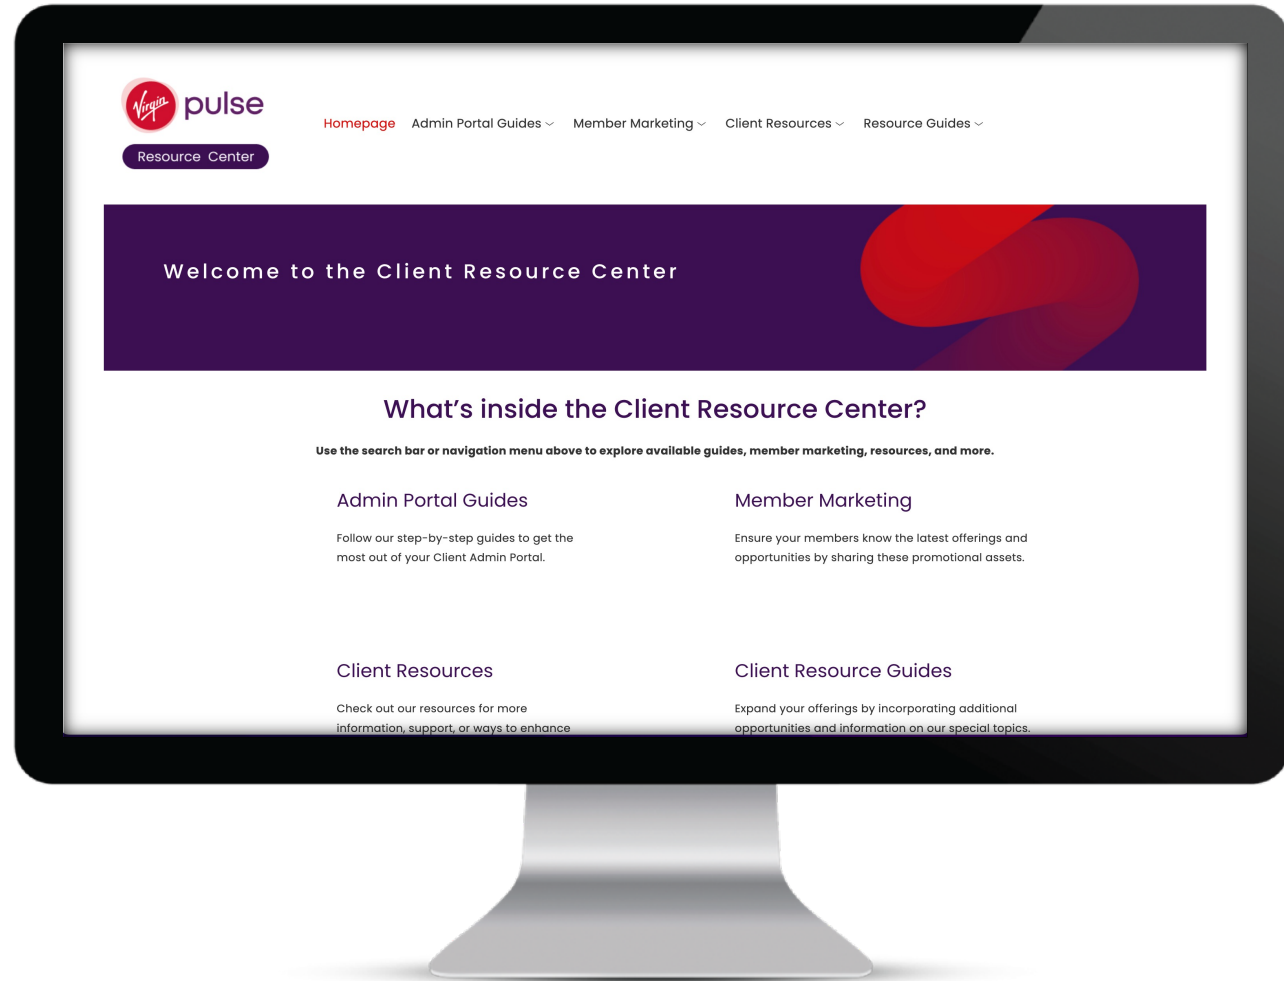 Virgin pulse
Resource Center
Homepage Admin Portal Guides Member Marketing Client Resources Resource Guides
Welcome to the Client Resource Center
What's inside the Client Resource Center?
Use the search bar or navigation menu above to explore available guides, member marketing, resources, and more.
Admin Portal Guides
Follow our step-by-step guides to get the
most out of your Client Admin Portal.
Member Marketing
Ensure your members know the latest offerings and
opportunities by sharing these promotional assets.
Client Resources
Check out our resources for more
information, support, or ways to enhance
Client Resource Guides
Expand your offerings by incorporating additional
opportunities and information on our special topics.